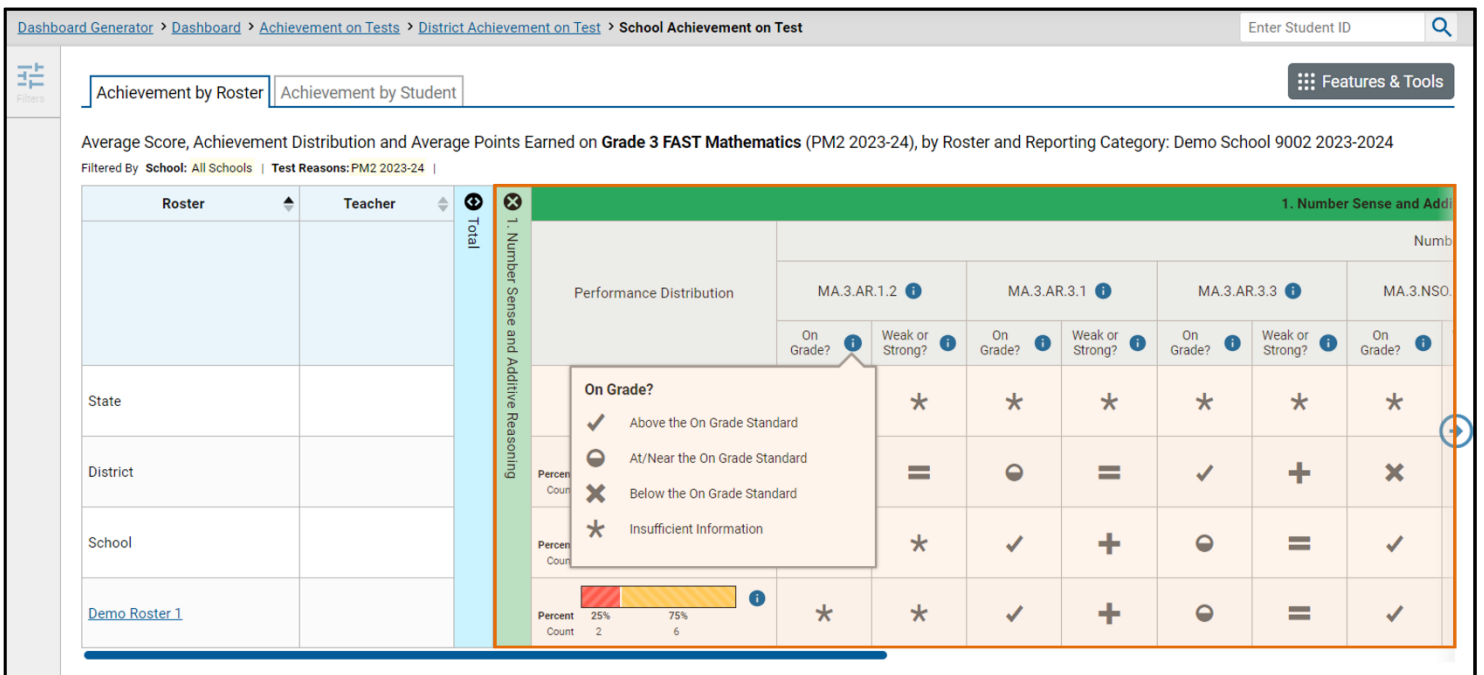 Dashboard Generator > Dashboard > Achievement on Tests > District Achievement on Test > School Achievement on Test
Enter Student ID
Filters
Achievement by Roster
Achievement by Student
Features & Tools
Average Score, Achievement Distribution and Average Points Earned on Grade 3 FAST Mathematics (PM2 2023-24), by Roster and Reporting Category: Demo School 9002 2023-2024
Filtered By School: All Schools | Test Reasons: PM2 2023-24 |
Roster
Teacher
Total
1. Number Sense and Additive Reasoning
1. Number Sense and Addi
Numb
Performance Distribution
MA.3.AR.1.2
MA.3.AR.3.1
MA.3.AR.3.3
MA.3.NSO.
On Grade?
Weak or Strong?
On Grade?
Weak or Strong?
On Grade?
Weak or Strong?
On Grade?
On Grade?
Above the On Grade Standard
At/Near the On Grade Standard
Below the On Grade Standard
Insufficient Information
State
District
Percen
Coun
School
Percen
Coun
Demo Roster 1
Percent 25% 75%
Count 2 6